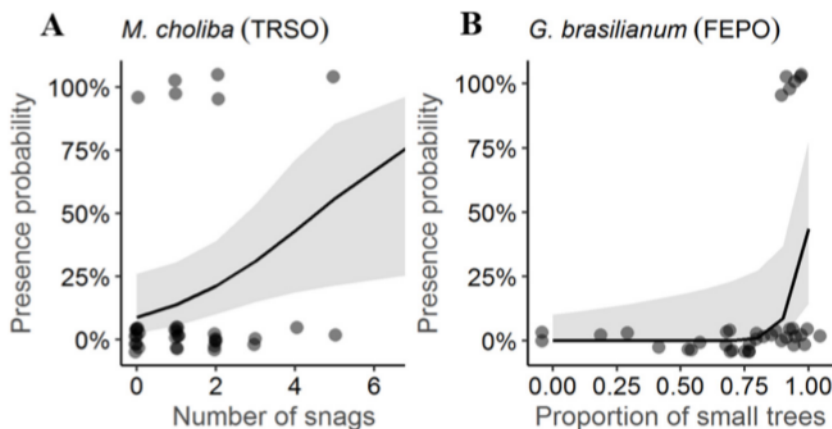 A M. choliba (TRSO)
Presence probability
100%
75%
50%
25%
0%
0 2 4 6
Number of snags
B G. brasilianum (FEPO)
Presence probability
100%
75%
50%
25%
0%
0.00 0.25 0.50 0.75 1.00
Proportion of small trees